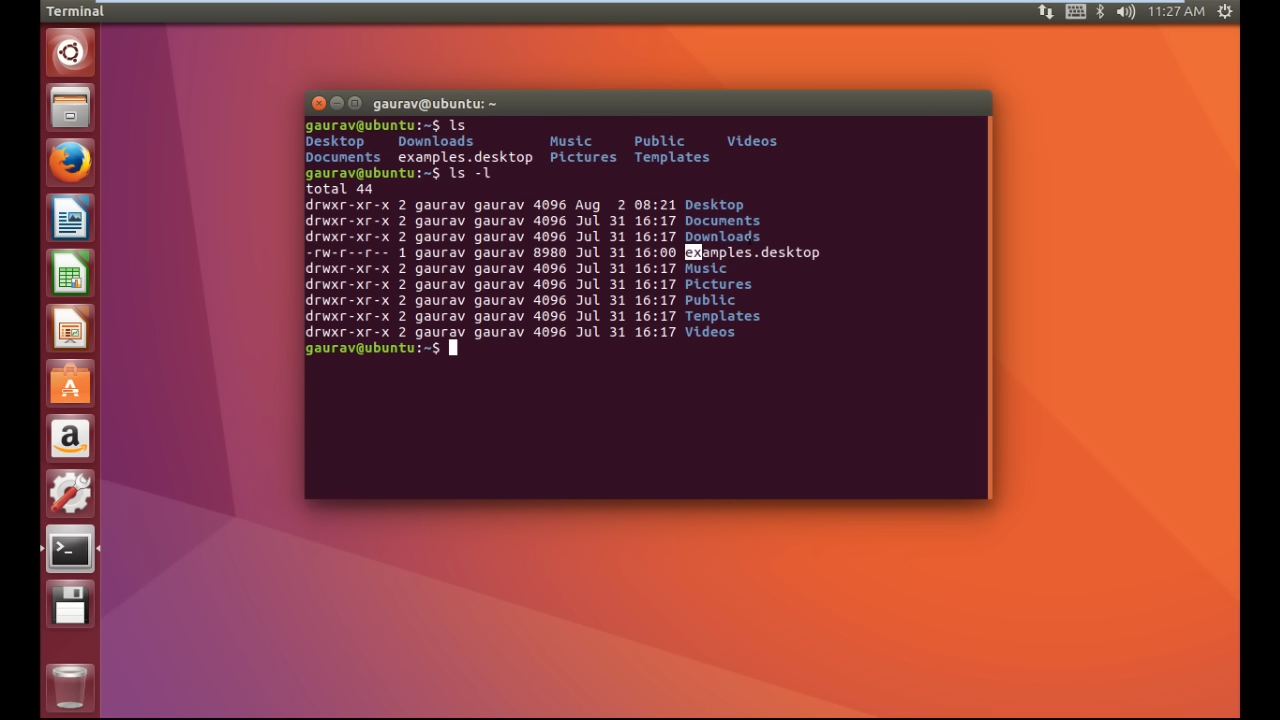 Terminal
11:27 AM
gaurav@ubuntu: ~
gaurav@ubuntu:~$ ls
Desktop Downloads Music Public Videos
Documents examples.desktop Pictures Templates
gaurav@ubuntu:~$ ls -l
total 44
drwxr-xr-x 2 gaurav gaurav 4096 Aug  2 08:21 Desktop
drwxr-xr-x 2 gaurav gaurav 4096 Jul 31 16:17 Documents
drwxr-xr-x 2 gaurav gaurav 4096 Jul 31 16:17 Downloads
-rw-r--r-- 1 gaurav gaurav 8980 Jul 31 16:00 examples.desktop
drwxr-xr-x 2 gaurav gaurav 4096 Jul 31 16:17 Music
drwxr-xr-x 2 gaurav gaurav 4096 Jul 31 16:17 Pictures
drwxr-xr-x 2 gaurav gaurav 4096 Jul 31 16:17 Public
drwxr-xr-x 2 gaurav gaurav 4096 Jul 31 16:17 Templates
drwxr-xr-x 2 gaurav gaurav 4096 Jul 31 16:17 Videos
gaurav@ubuntu:~$